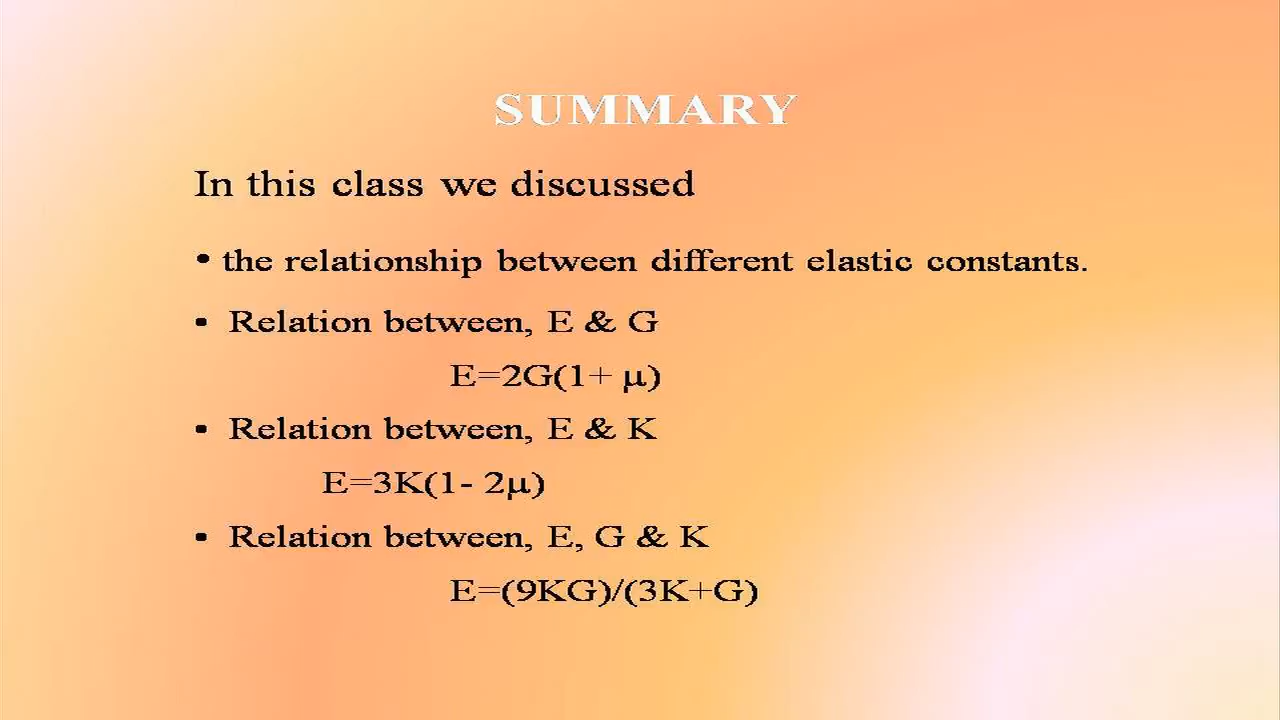 SUMMARY
In this class we discussed
• the relationship between different elastic constants.
• Relation between, E & G
E=2G(1+ μ)
• Relation between, E & K
E=3K(1- 2μ)
• Relation between, E, G & K
E=(9KG)/(3K+G)